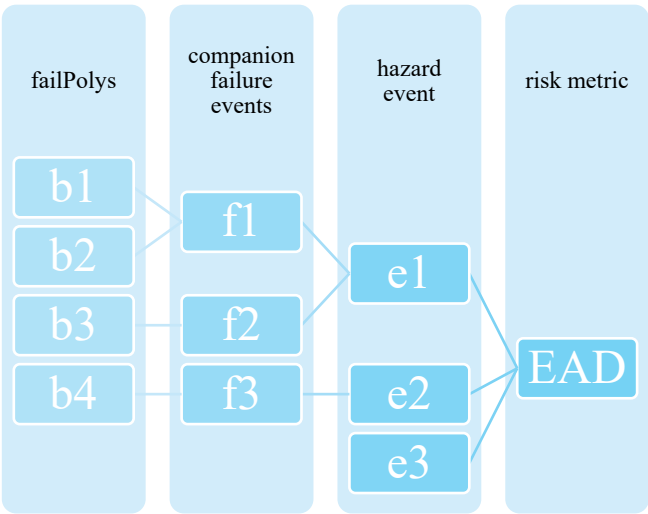 failPolys
companion
failure
events
hazard
event
risk metric
b1
b2
b3
b4
f1
f2
f3
e1
e2
e3
EAD